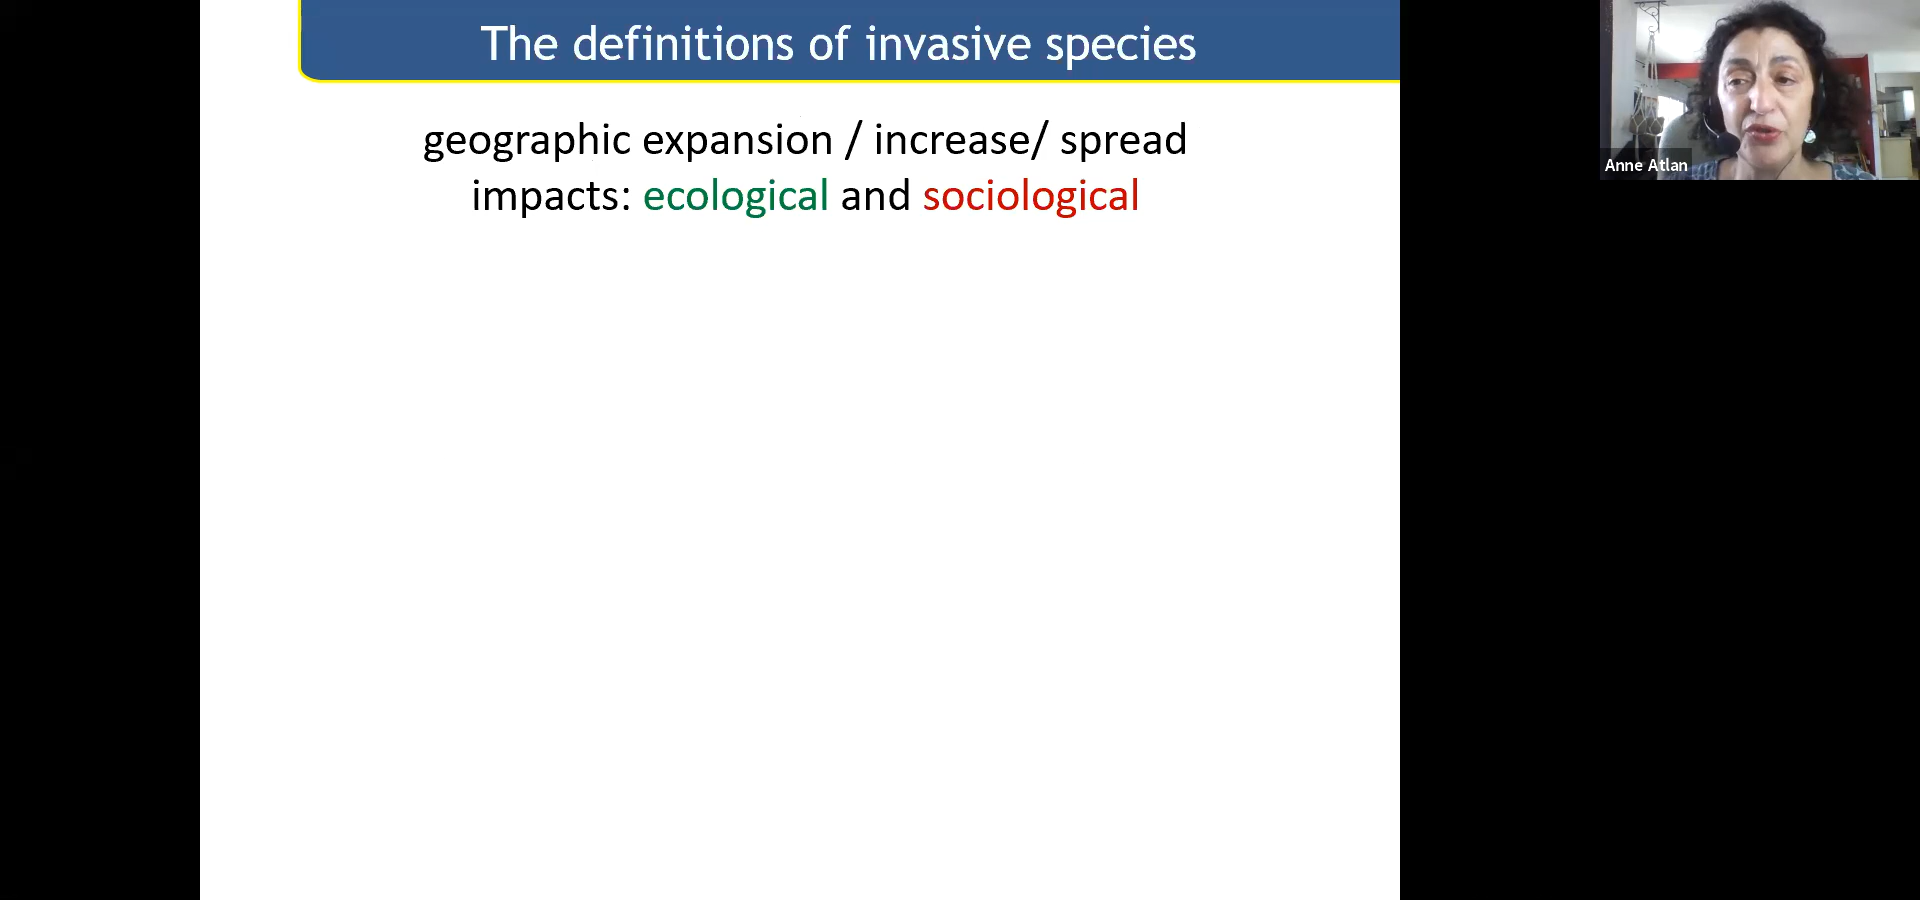 The definitions of invasive species
geographic expansion / increase/ spread
impacts: ecological and sociological
Anne Atlan